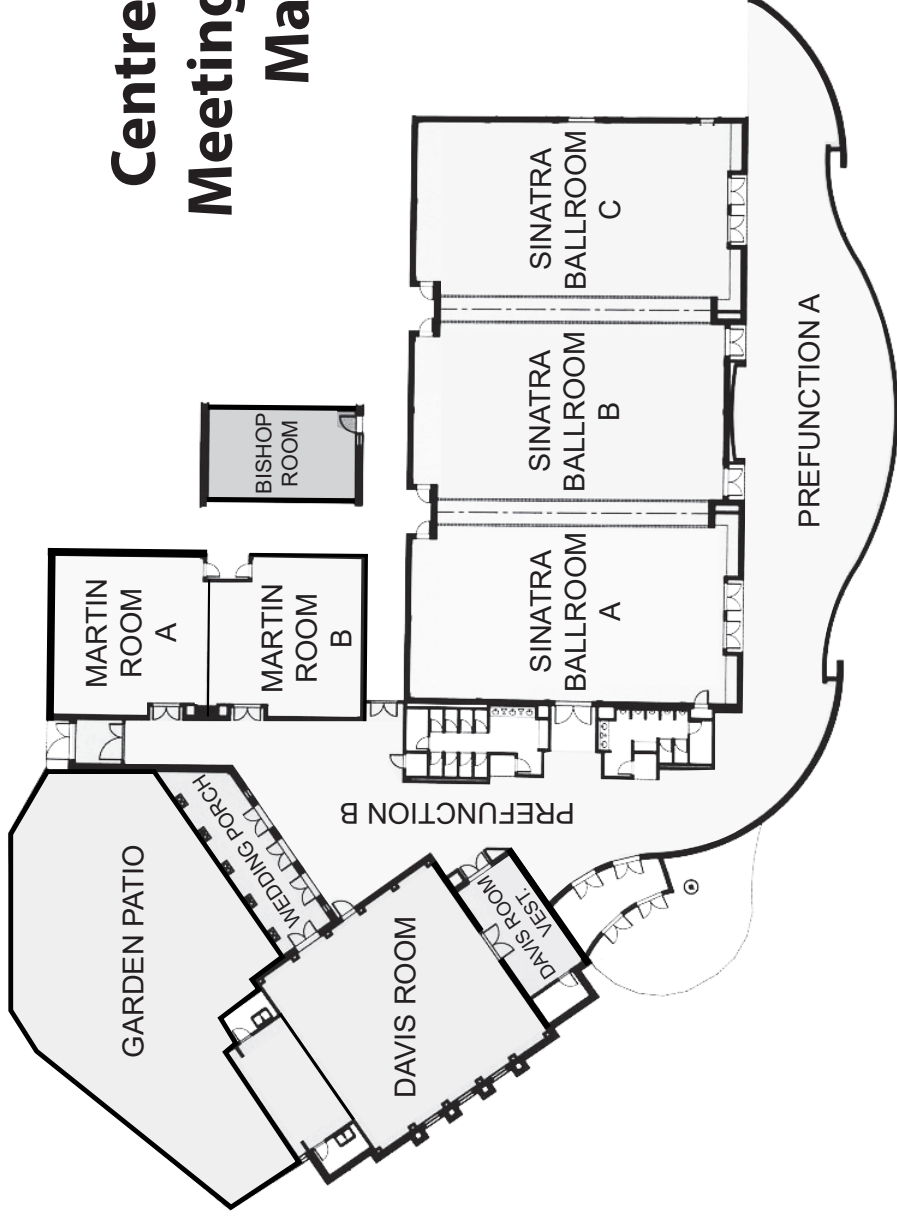 Centre
Meeting
Ma
GARDEN PATIO
WEDDING PORCH
MARTIN
ROOM
A
MARTIN
ROOM
B
BISHOP
ROOM
DAVIS ROOM
DAVIS ROOM
VEST.
PREFUNCTION B
SINATRA
BALLROOM
A
SINATRA
BALLROOM
B
SINATRA
BALLROOM
C
PREFUNCTION A